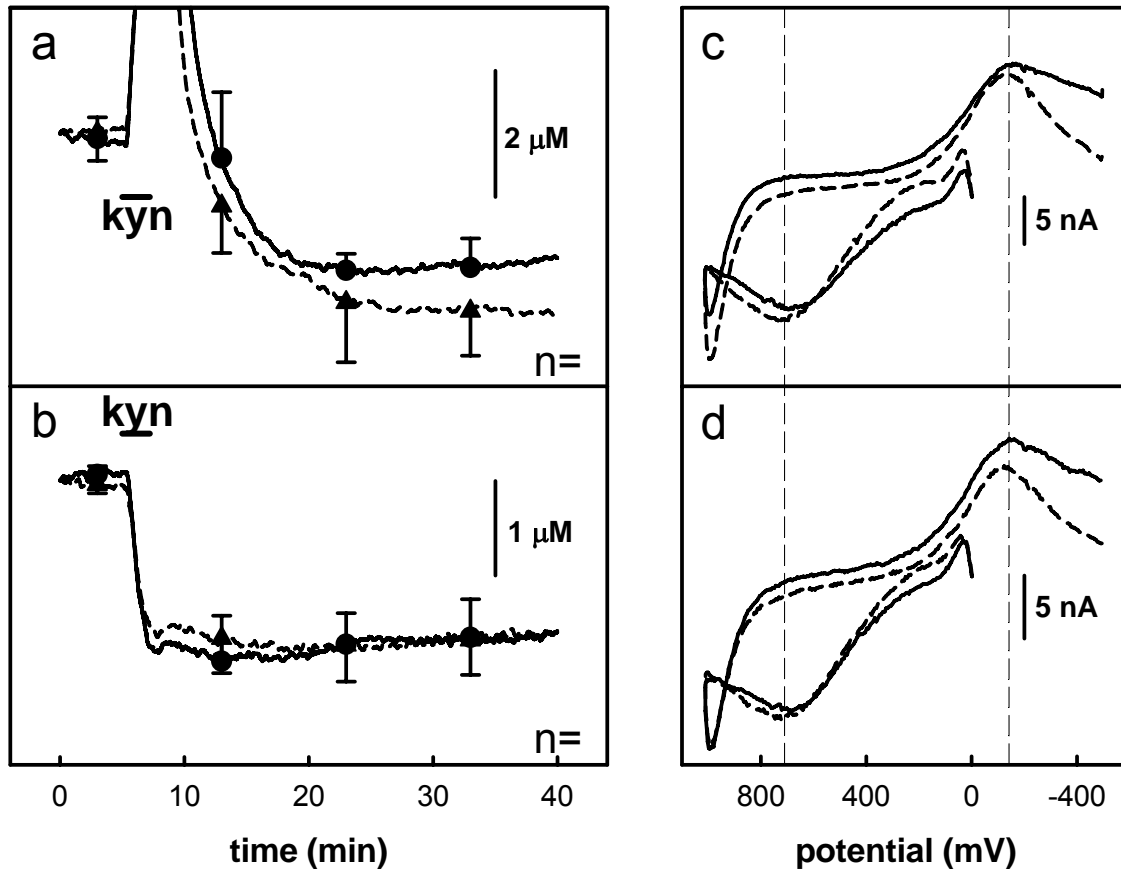 a
2 μM
kyn
n=
b
kyn
1 μM
n=
0 10 20 30 40
time (min)
c
5 nA
d
5 nA
800 400 0 -400
potential (mV)